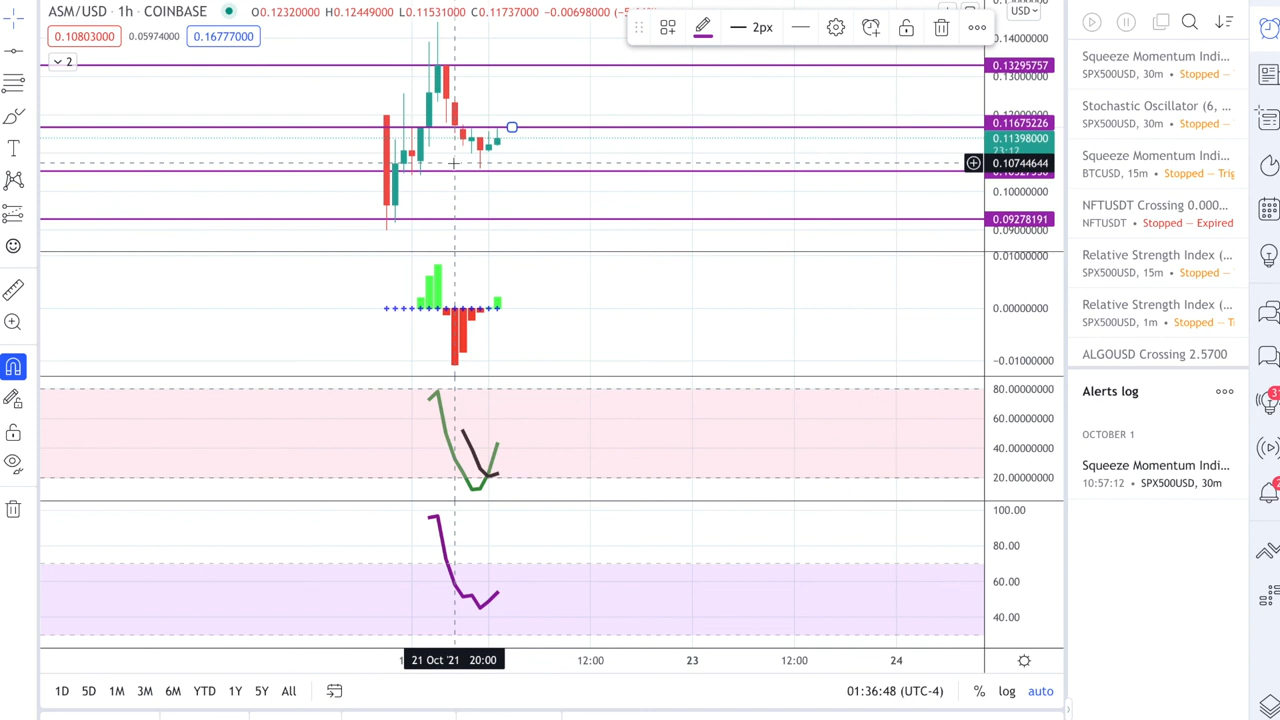 ASM/USD · 1h · COINBASE
O0.12320000 H0.12449000 L0.11531000 C0.11737000 −0.00698000
USD
0.10803000 0.05974000 0.16777000
2
2px
0.14000000
0.13295757
0.13000000
0.11675226
0.11398000
23:12
0.10744644
0.10000000
0.09278191
0.09000000
0.01000000
0.00000000
−0.01000000
80.00000000
60.00000000
40.00000000
20.00000000
100.00
80.00
60.00
40.00
21 Oct '21 20:00
12:00
23
12:00
24
1D 5D 1M 3M 6M YTD 1Y 5Y All
01:36:48 (UTC-4)
% log auto
Squeeze Momentum Indi...
SPX500USD, 30m • Stopped —
Stochastic Oscillator (6, ...
SPX500USD, 30m • Stopped —
Squeeze Momentum Indi...
BTCUSD, 15m • Stopped — Trig
NFTUSDT Crossing 0.000...
NFTUSDT • Stopped — Expired
Relative Strength Index (...
SPX500USD, 15m • Stopped —
Relative Strength Index (...
SPX500USD, 1m • Stopped —
ALGOUSD Crossing 2.5700
Alerts log
OCTOBER 1
Squeeze Momentum Indi...
10:57:12 • SPX500USD, 30m